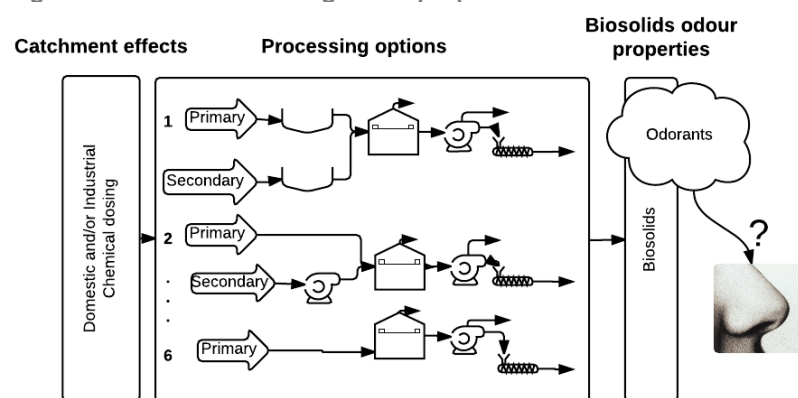 Catchment effects
Processing options
Biosolids odour
properties
Domestic and/or Industrial
Chemical dosing
1
Primary
Secondary
2
Primary
Secondary
.
.
.
6
Primary
Biosolids
Odorants
?